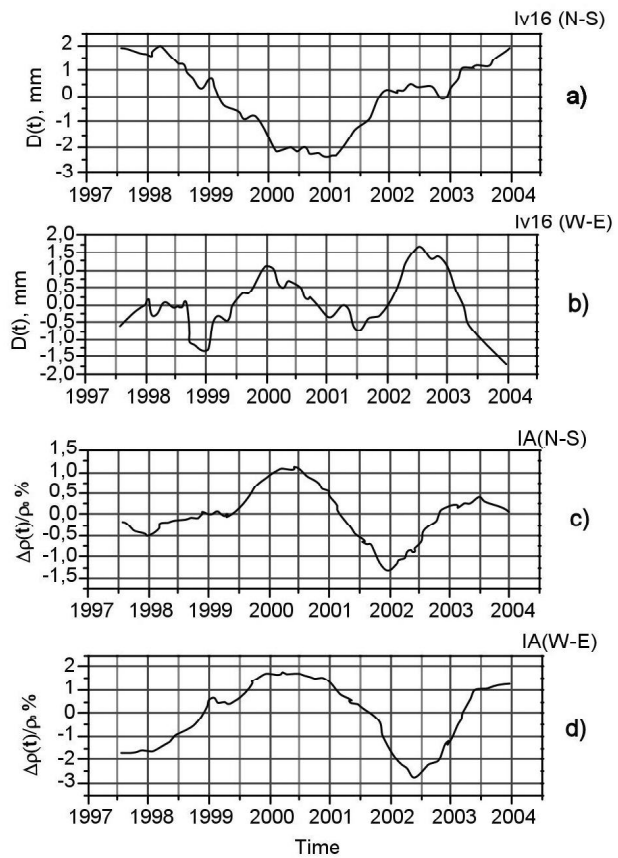 Iv16 (N-S)
2
1
0
-1
-2
-3
D(t), mm
a)
1997 1998 1999 2000 2001 2002 2003 2004
Iv16 (W-E)
2,0
1,5
1,0
0,5
0,0
-0,5
-1,0
-1,5
-2,0
D(t), mm
b)
1997 1998 1999 2000 2001 2002 2003 2004
IA(N-S)
1,5
1,0
0,5
0,0
-0,5
-1,0
-1,5
Δρ(t)/ρ₀ %
c)
1997 1998 1999 2000 2001 2002 2003 2004
IA(W-E)
2
1
0
-1
-2
-3
Δρ(t)/ρ₀ %
d)
1997 1998 1999 2000 2001 2002 2003 2004
Time